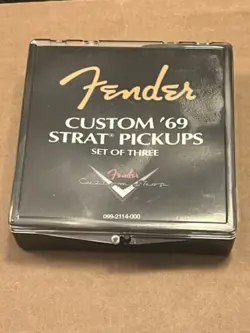 Fender
CUSTOM '69
STRAT® PICKUPS
SET OF THREE
Fender
Custom Shop
099-2114-000